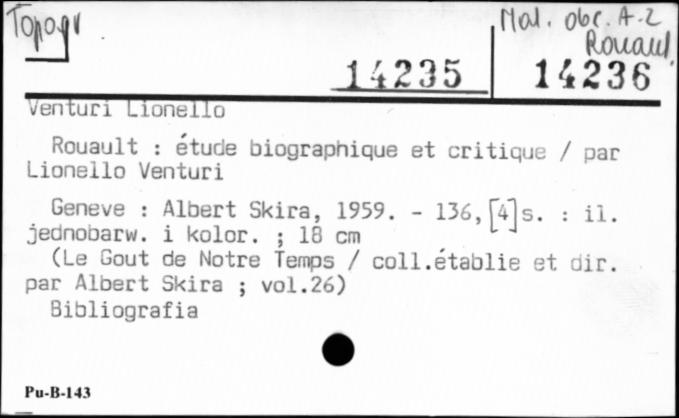 Topogr
Mal. obc. A-Z
Rouault
14235
14236
Venturi Lionello
Rouault : étude biographique et critique / par
Lionello Venturi
Geneve : Albert Skira, 1959. - 136,[4]s. : il.
jednobarw. i kolor. ; 18 cm
(Le Gout de Notre Temps / coll.établie et dir.
par Albert Skira ; vol.26)
Bibliografia
Pu-B-143